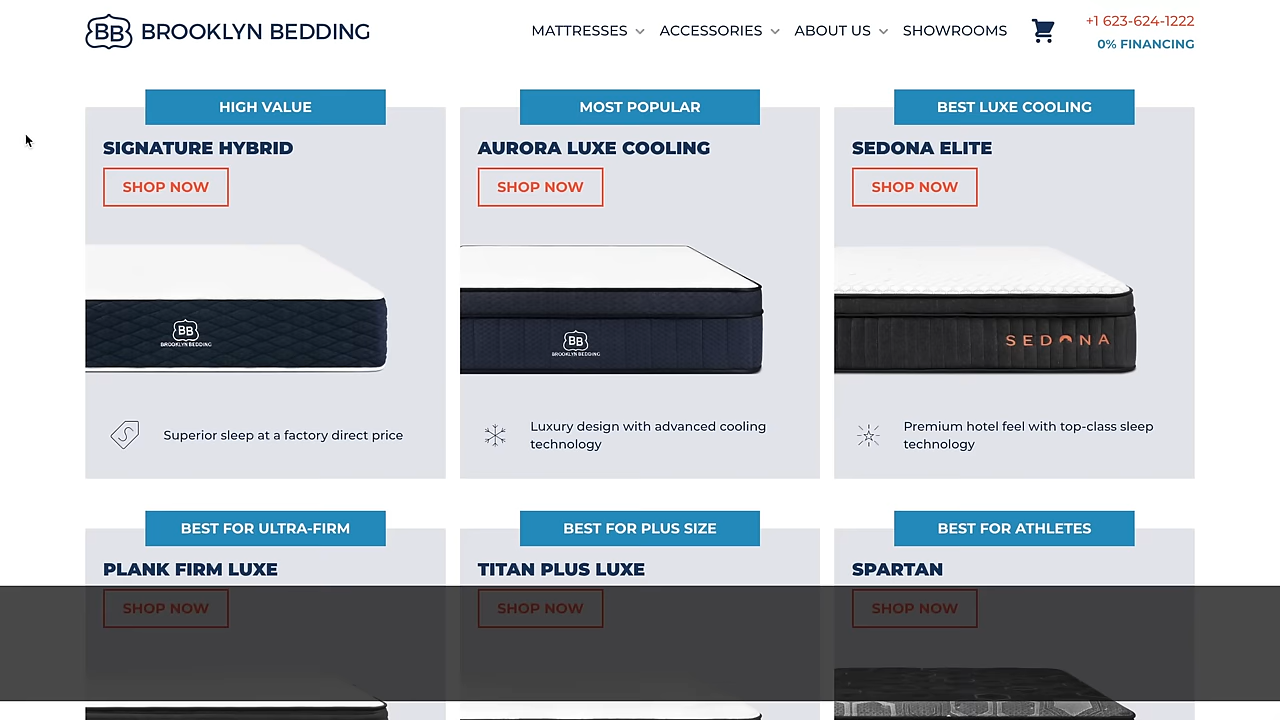 BB BROOKLYN BEDDING
MATTRESSES ACCESSORIES ABOUT US SHOWROOMS
+1 623-624-1222
0% FINANCING
HIGH VALUE
SIGNATURE HYBRID
SHOP NOW
BB
BROOKLYN BEDDING
Superior sleep at a factory direct price
MOST POPULAR
AURORA LUXE COOLING
SHOP NOW
BB
BROOKLYN BEDDING
Luxury design with advanced cooling
technology
BEST LUXE COOLING
SEDONA ELITE
SHOP NOW
SEDONA
Premium hotel feel with top-class sleep
technology
BEST FOR ULTRA-FIRM
PLANK FIRM LUXE
SHOP NOW
BEST FOR PLUS SIZE
TITAN PLUS LUXE
SHOP NOW
BEST FOR ATHLETES
SPARTAN
SHOP NOW